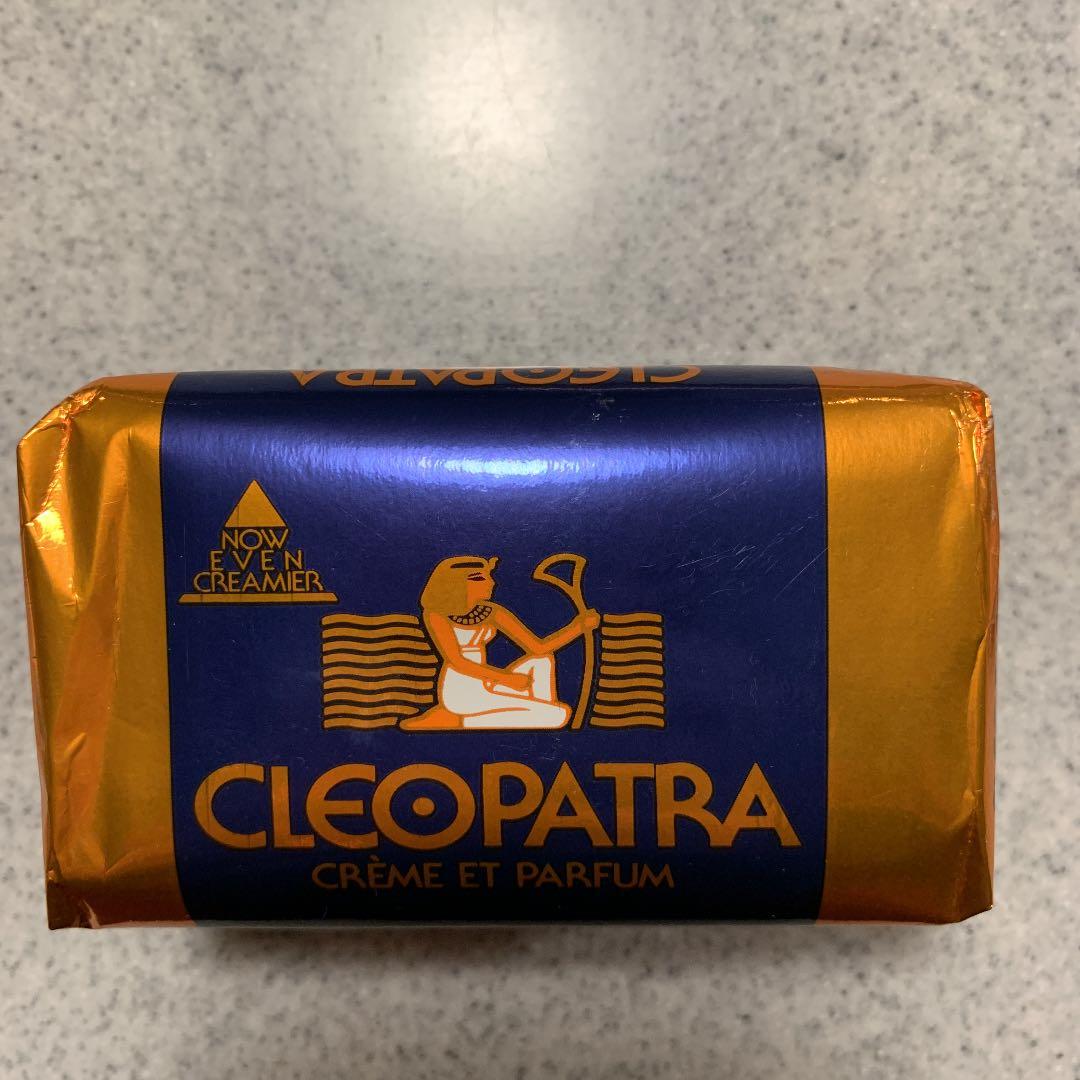 CLEOPATRA
NOW
EVEN
CREAMIER
CLEOPATRA
CRÈME ET PARFUM